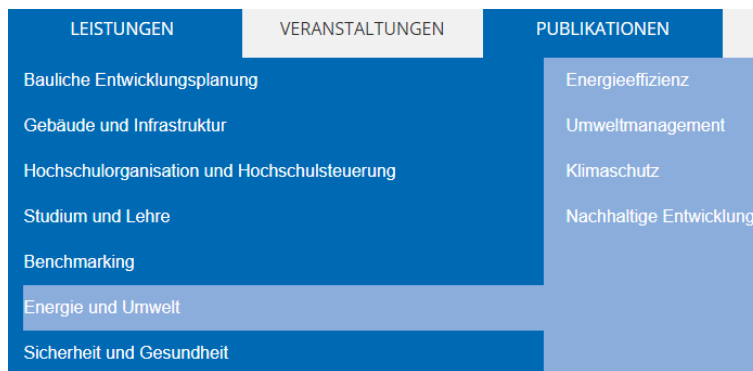 LEISTUNGEN
VERANSTALTUNGEN
PUBLIKATIONEN
Bauliche Entwicklungsplanung
Gebäude und Infrastruktur
Hochschulorganisation und Hochschulsteuerung
Studium und Lehre
Benchmarking
Energie und Umwelt
Sicherheit und Gesundheit
Energieeffizienz
Umweltmanagement
Klimaschutz
Nachhaltige Entwicklung